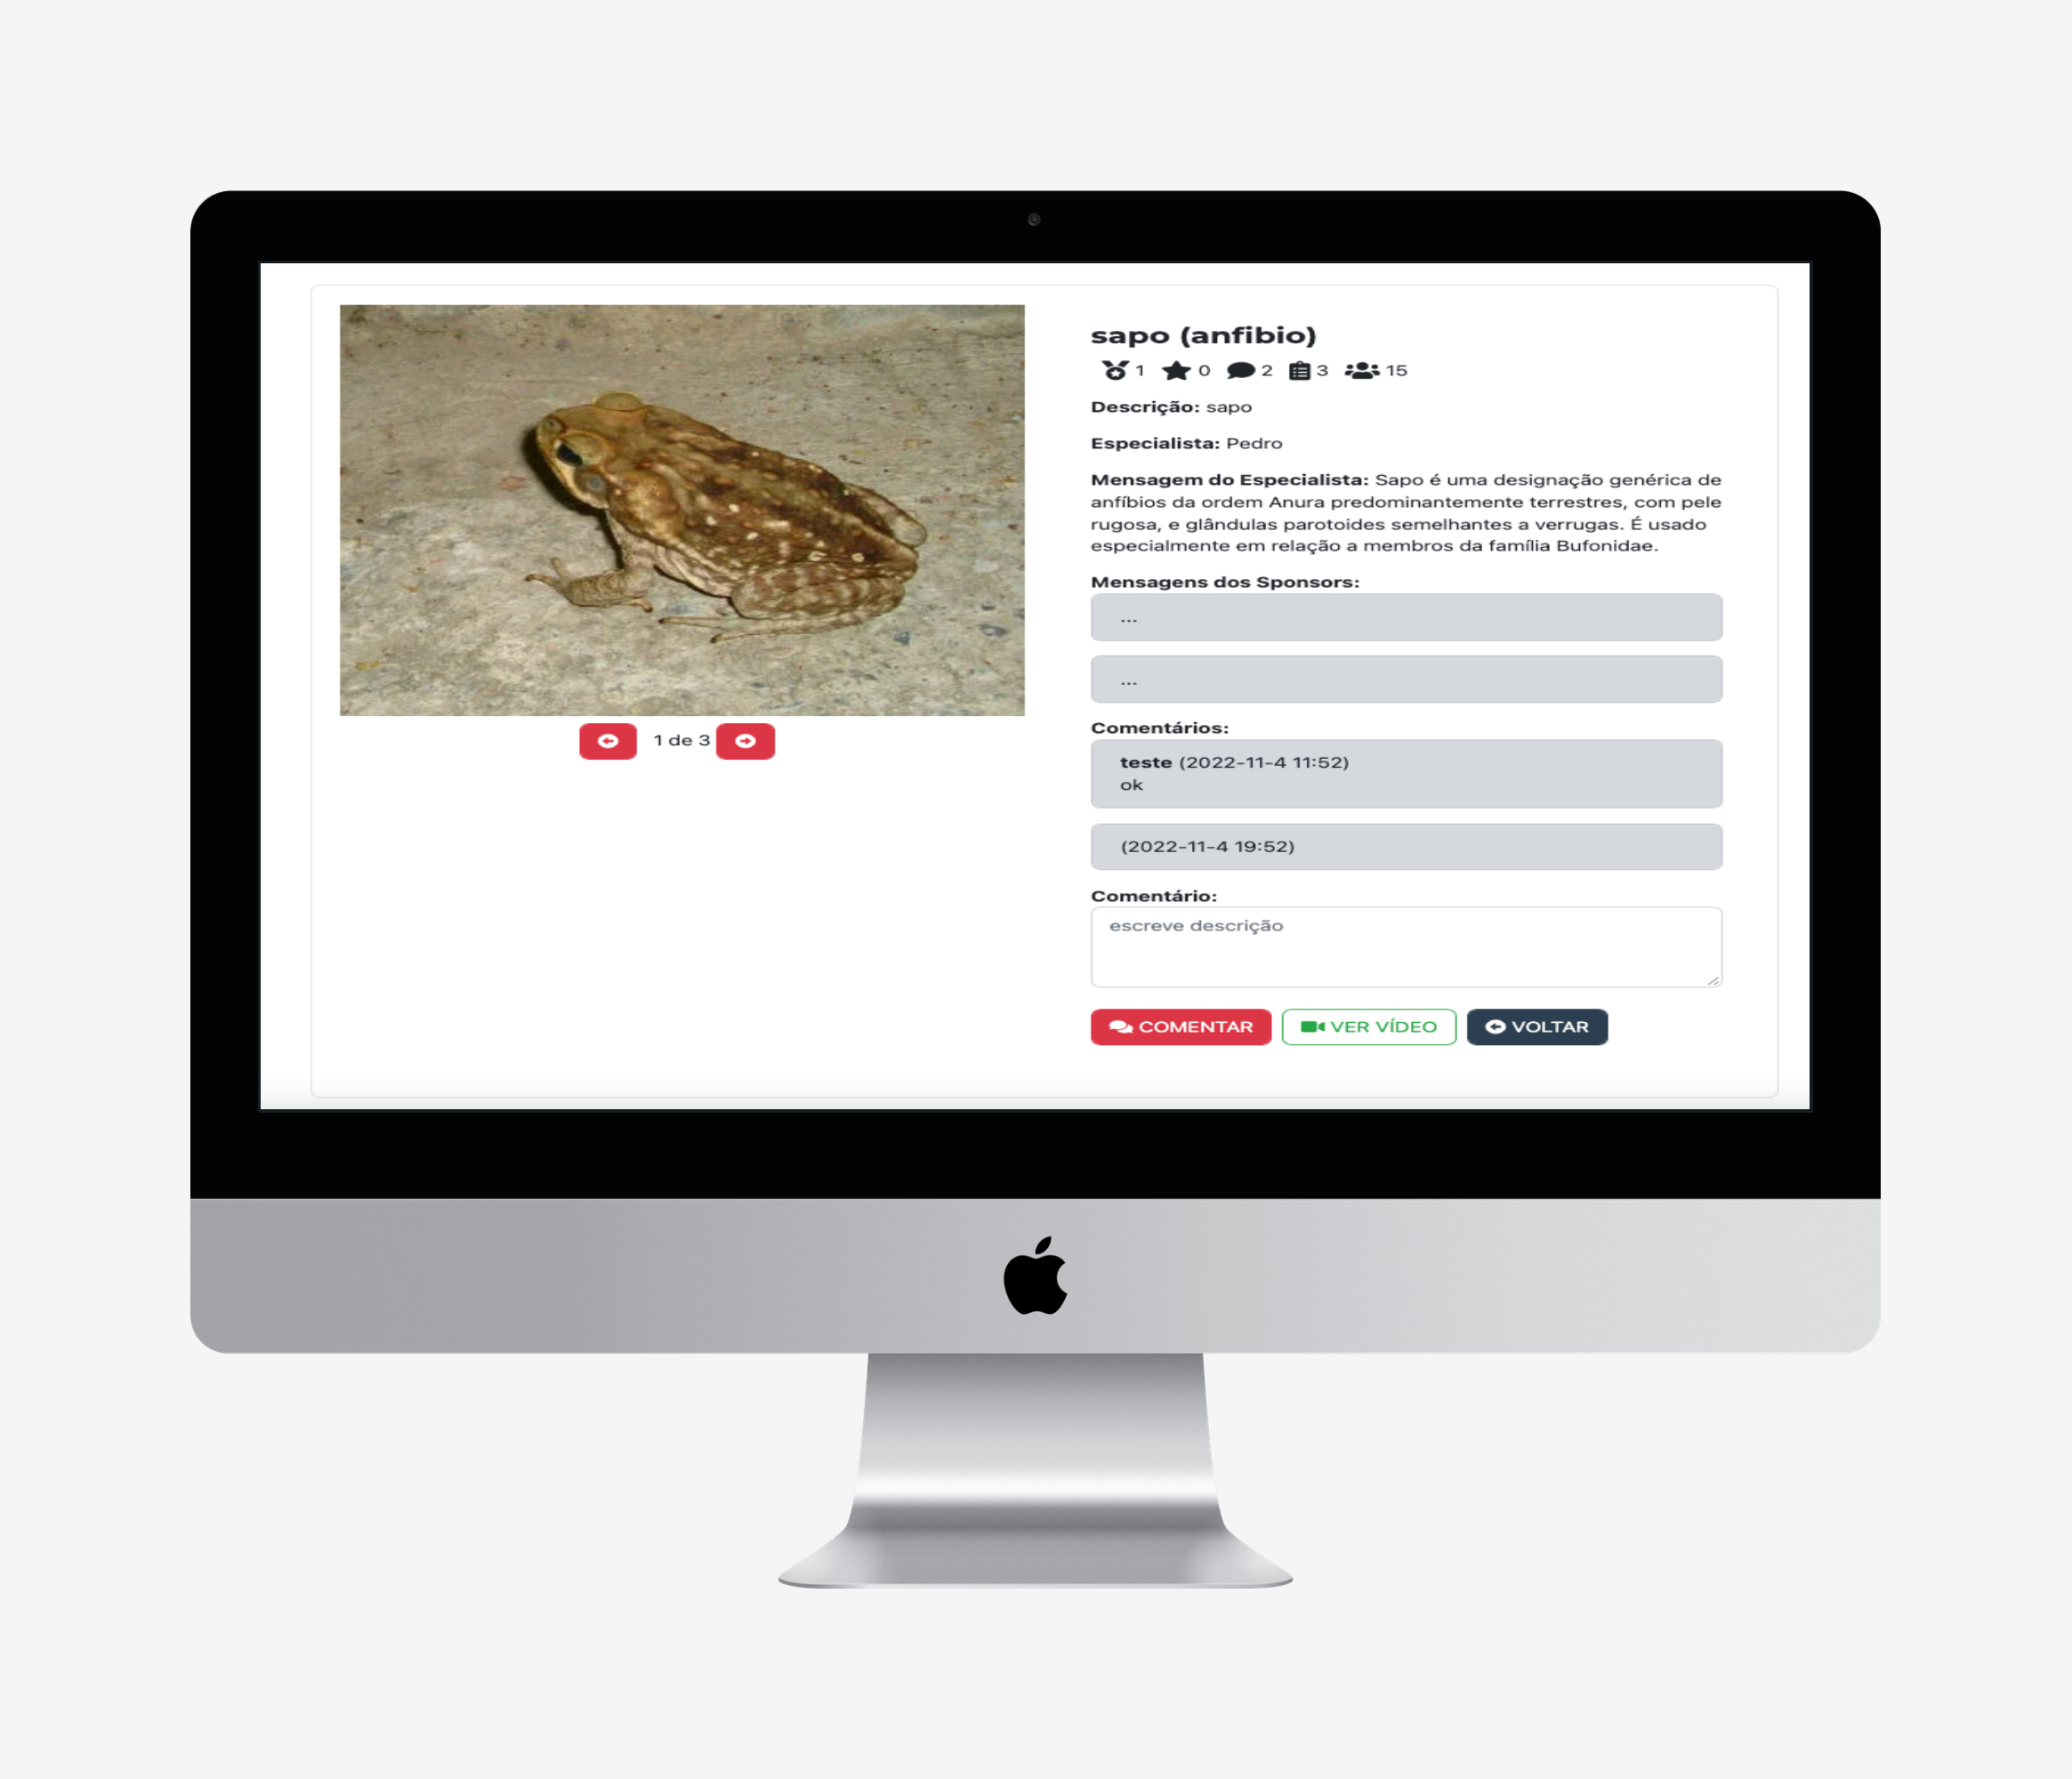 sapo (anfibio)
1 0 2 3 15
Descrição: sapo
Especialista: Pedro
Mensagem do Especialista: Sapo é uma designação genérica de
anfíbios da ordem Anura predominantemente terrestres, com pele
rugosa, e glândulas parotoides semelhantes a verrugas. É usado
especialmente em relação a membros da família Bufonidae.
Mensagens dos Sponsors:
...
...
Comentários:
teste (2022-11-4 11:52)
ok
(2022-11-4 19:52)
Comentário:
escreve descrição
COMENTAR VER VÍDEO VOLTAR
1 de 3